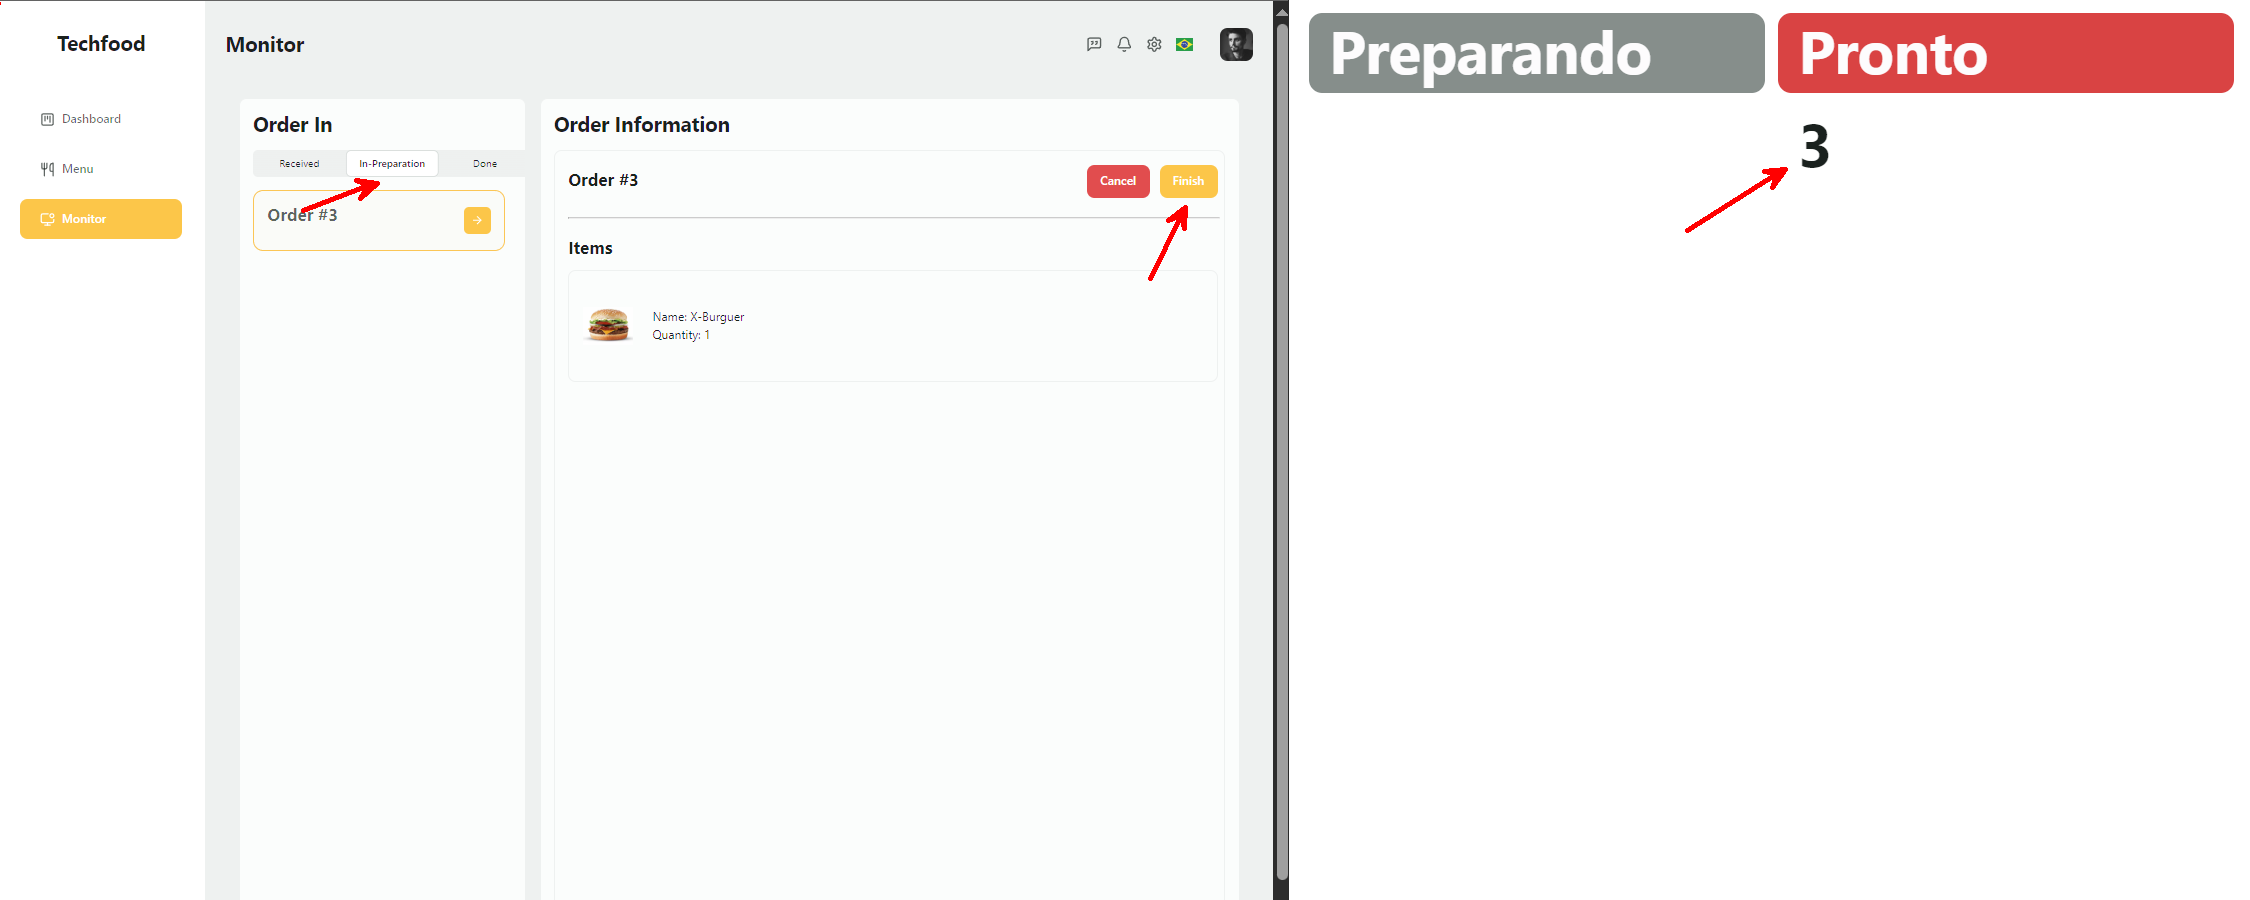 Techfood
Dashboard
Menu
Monitor
Monitor
Order In
Received
In-Preparation
Done
Order #3
Order Information
Order #3
Cancel
Finish
Items
Name: X-Burguer
Quantity: 1
Preparando
Pronto
3